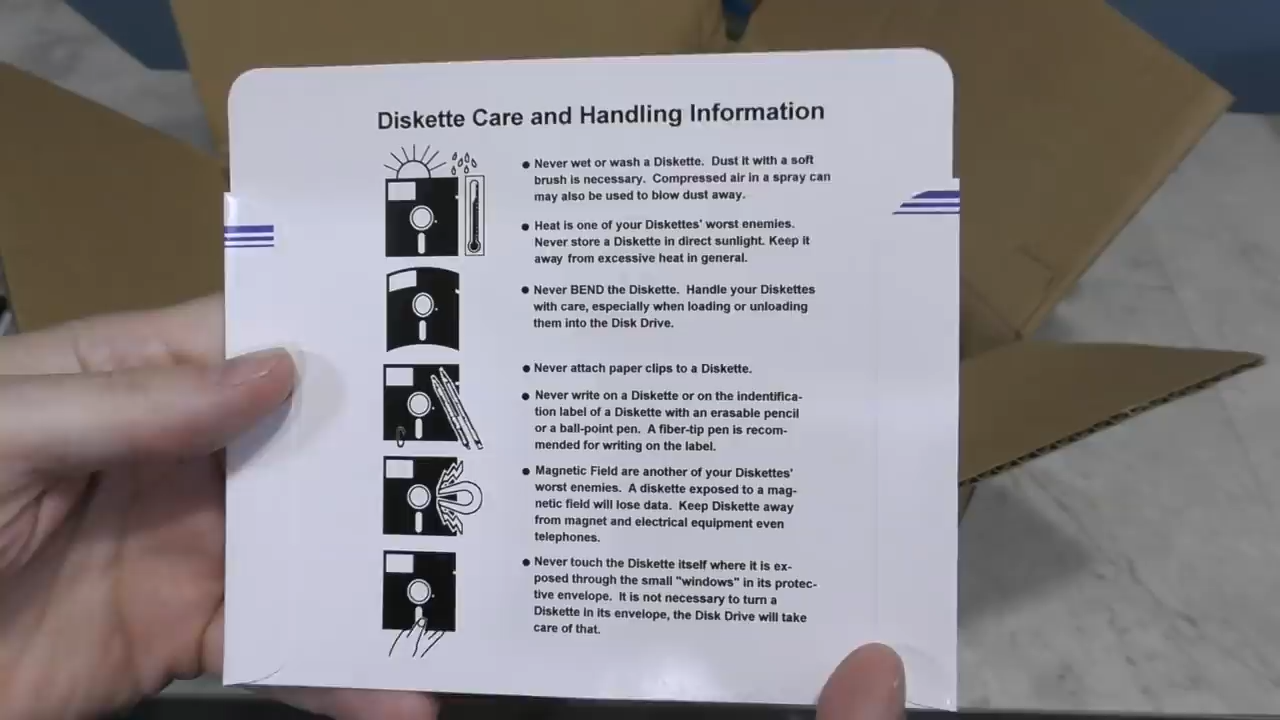 Diskette Care and Handling Information
● Never wet or wash a Diskette. Dust it with a soft
brush is necessary. Compressed air in a spray can
may also be used to blow dust away.
● Heat is one of your Diskettes' worst enemies.
Never store a Diskette in direct sunlight. Keep it
away from excessive heat in general.
● Never BEND the Diskette. Handle your Diskettes
with care, especially when loading or unloading
them into the Disk Drive.
● Never attach paper clips to a Diskette.
● Never write on a Diskette or on the indentifica-
tion label of a Diskette with an erasable pencil
or a ball-point pen. A fiber-tip pen is recom-
mended for writing on the label.
● Magnetic Field are another of your Diskettes'
worst enemies. A diskette exposed to a mag-
netic field will lose data. Keep Diskette away
from magnet and electrical equipment even
telephones.
● Never touch the Diskette itself where it is ex-
posed through the small "windows" in its protec-
tive envelope. It is not necessary to turn a
Diskette in its envelope, the Disk Drive will take
care of that.